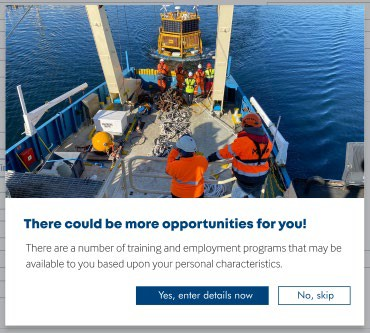 There could be more opportunities for you!
There are a number of training and employment programs that may be
available to you based upon your personal characteristics.
Yes, enter details now
No, skip